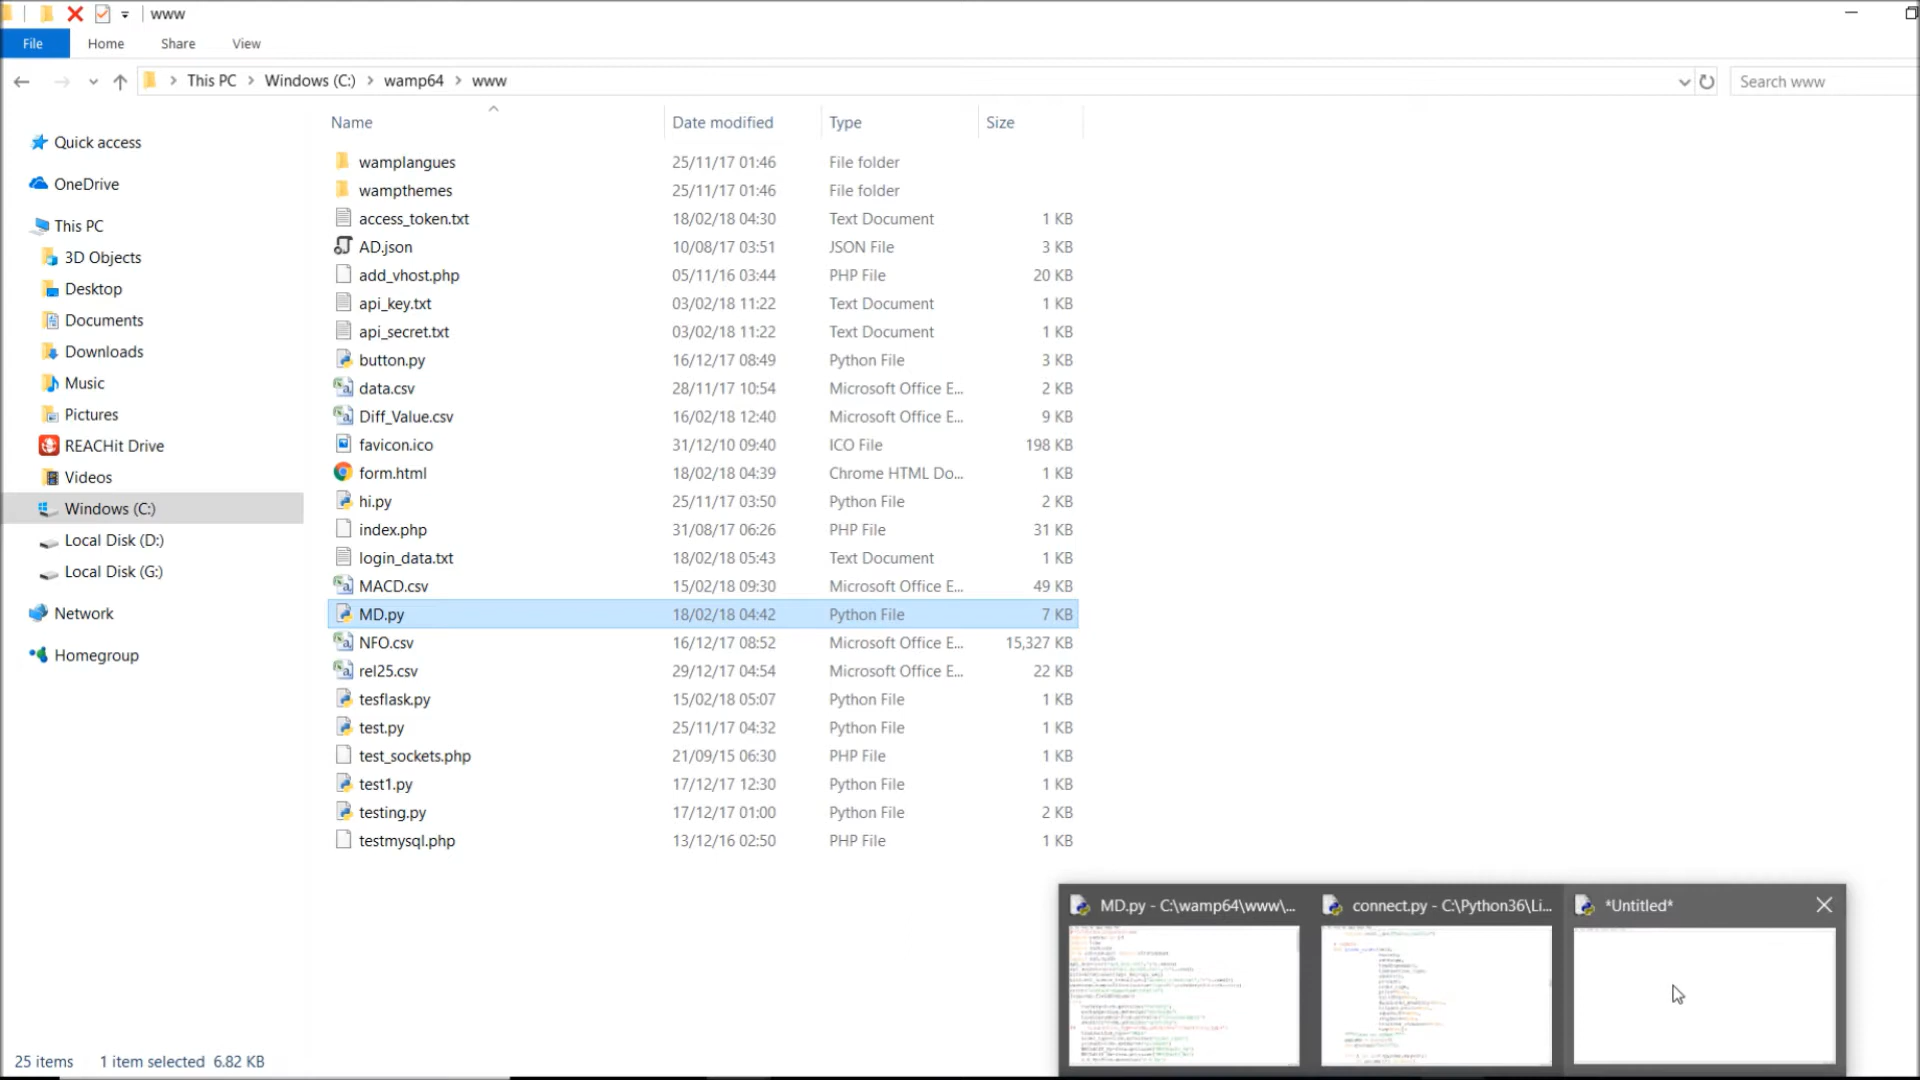 www
File Home Share View
This PC Windows (C:) wamp64 www Search www
Name Date modified Type Size
Quick access
OneDrive
This PC
3D Objects
Desktop
Documents
Downloads
Music
Pictures
REACHit Drive
Videos
Windows (C:)
Local Disk (D:)
Local Disk (G:)
Network
Homegroup
wamplangues 25/11/17 01:46 File folder
wampthemes 25/11/17 01:46 File folder
access_token.txt 18/02/18 04:30 Text Document 1 KB
AD.json 10/08/17 03:51 JSON File 3 KB
add_vhost.php 05/11/16 03:44 PHP File 20 KB
api_key.txt 03/02/18 11:22 Text Document 1 KB
api_secret.txt 03/02/18 11:22 Text Document 1 KB
button.py 16/12/17 08:49 Python File 3 KB
data.csv 28/11/17 10:54 Microsoft Office E... 2 KB
Diff_Value.csv 16/02/18 12:40 Microsoft Office E... 9 KB
favicon.ico 31/12/10 09:40 ICO File 198 KB
form.html 18/02/18 04:39 Chrome HTML Do... 1 KB
hi.py 25/11/17 03:50 Python File 2 KB
index.php 31/08/17 06:26 PHP File 31 KB
login_data.txt 18/02/18 05:43 Text Document 1 KB
MACD.csv 15/02/18 09:30 Microsoft Office E... 49 KB
MD.py 18/02/18 04:42 Python File 7 KB
NFO.csv 16/12/17 08:52 Microsoft Office E... 15,327 KB
rel25.csv 29/12/17 04:54 Microsoft Office E... 22 KB
tesflask.py 15/02/18 05:07 Python File 1 KB
test.py 25/11/17 04:32 Python File 1 KB
test_sockets.php 21/09/15 06:30 PHP File 1 KB
test1.py 17/12/17 12:30 Python File 1 KB
testing.py 17/12/17 01:00 Python File 2 KB
testmysql.php 13/12/16 02:50 PHP File 1 KB
MD.py - C:\wamp64\www\... connect.py - C:\Python36\Li... *Untitled*
25 items 1 item selected 6.82 KB